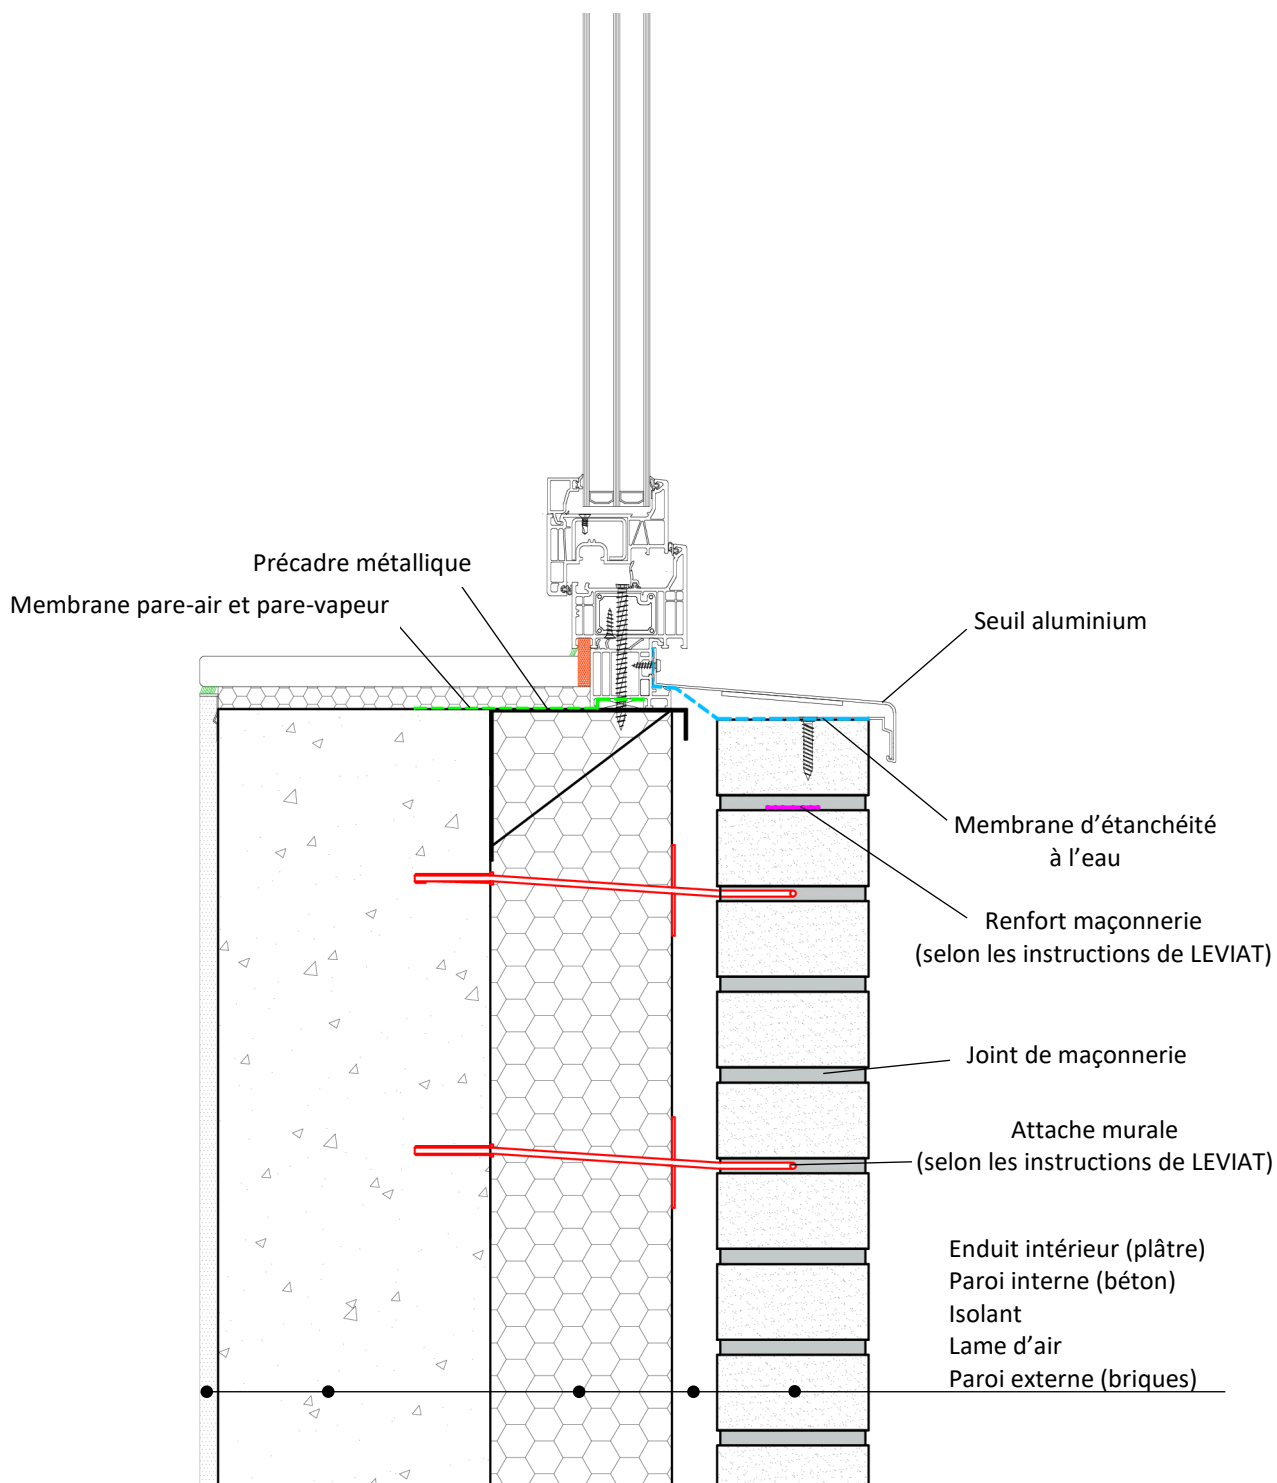 Précadre métallique
Membrane pare-air et pare-vapeur
Seuil aluminium
Membrane d’étanchéité
à l’eau
Renfort maçonnerie
(selon les instructions de LEVIAT)
Joint de maçonnerie
Attache murale
(selon les instructions de LEVIAT)
Enduit intérieur (plâtre)
Paroi interne (béton)
Isolant
Lame d’air
Paroi externe (briques)